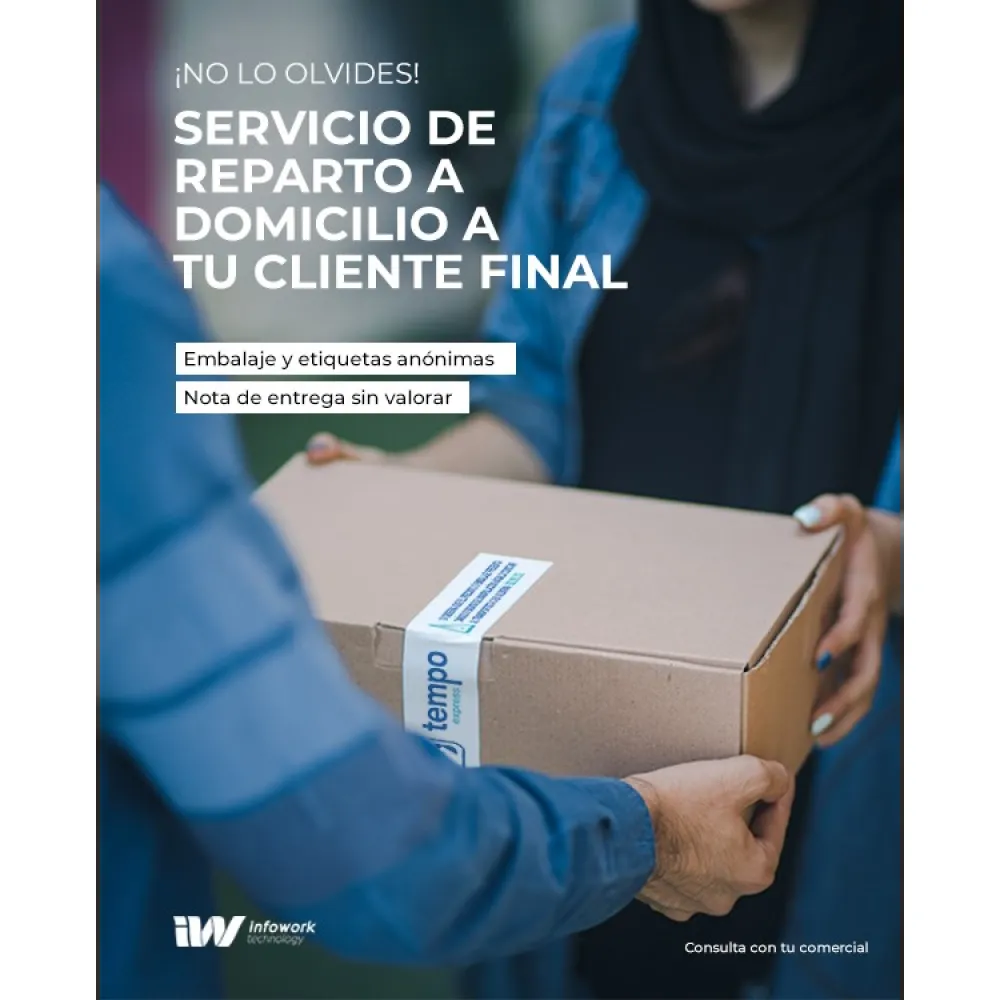 ¡NO LO OLVIDES!
SERVICIO DE
REPARTO A
DOMICILIO A
TU CLIENTE FINAL
Embalaje y etiquetas anónimas
Nota de entrega sin valorar
tempo
express
iW infowork
technology
Consulta con tu comercial